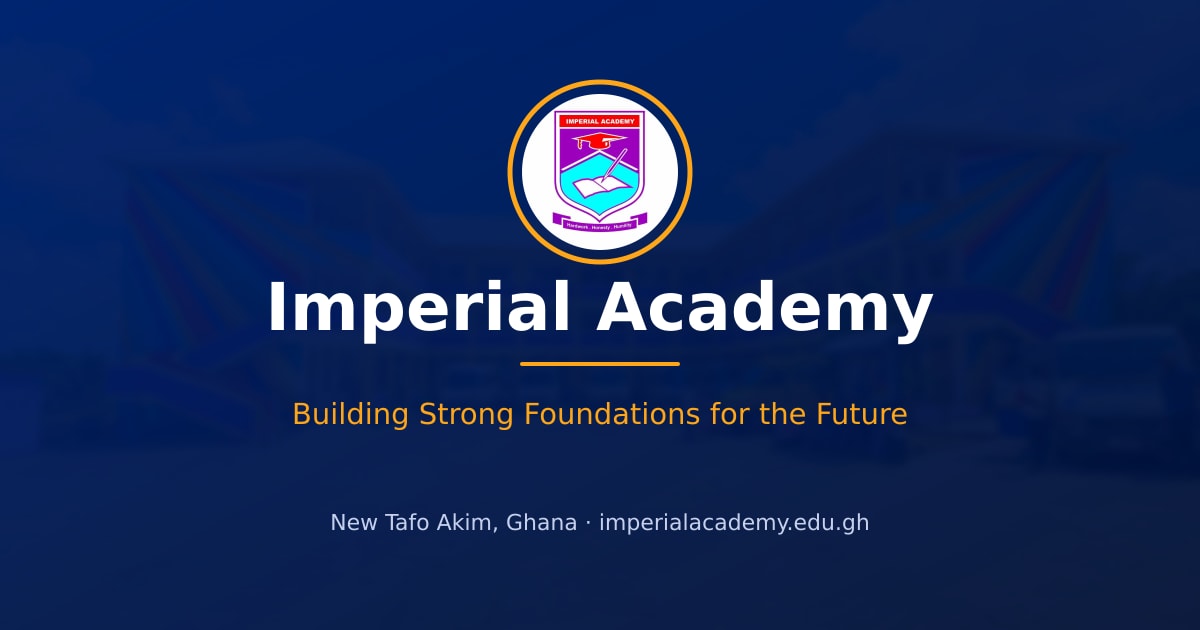 IMPERIAL ACADEMY
Hardwork . Honesty . Humility
Imperial Academy
Building Strong Foundations for the Future
New Tafo Akim, Ghana · imperialacademy.edu.gh